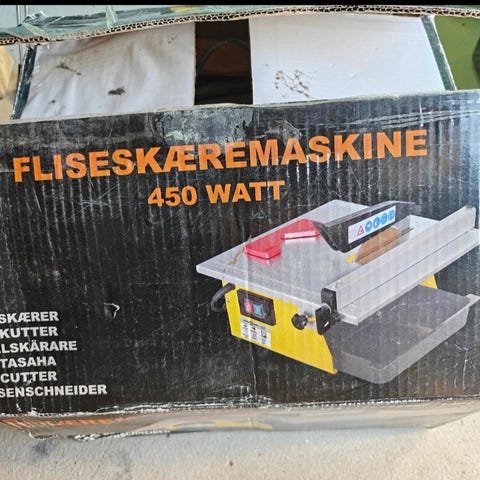 FLISESKÆREMASKINE
450 WATT
SKÆRER
KUTTER
LSKÄRARE
TASAHA
CUTTER
SENSCHNEIDER